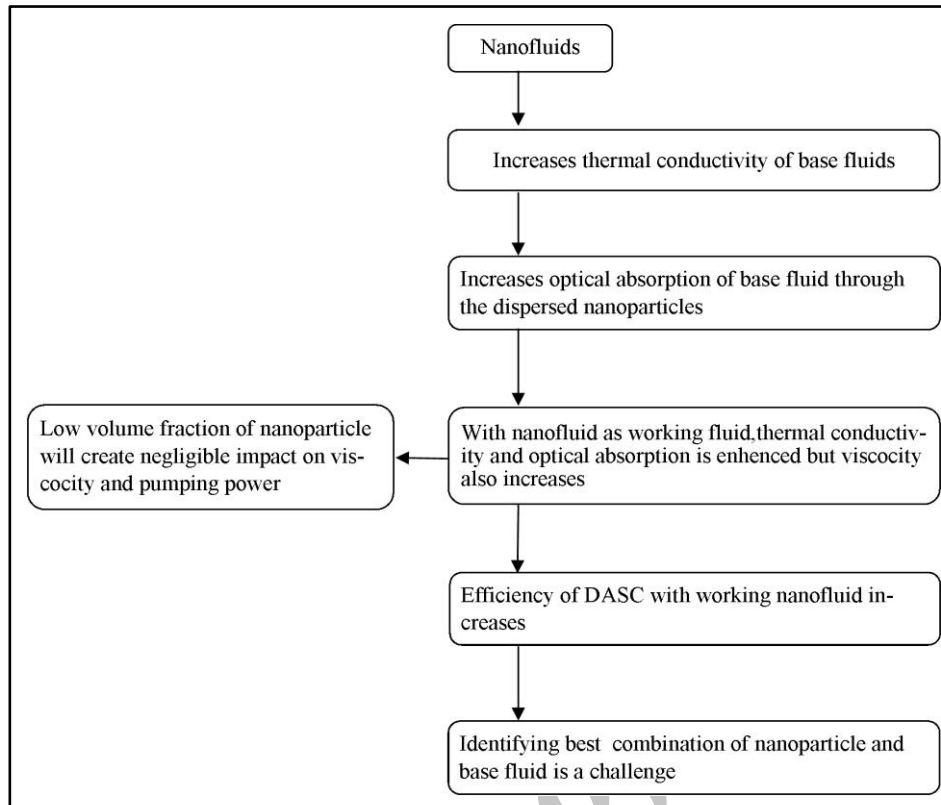 Nanofluids
Increases thermal conductivity of base fluids
Increases optical absorption of base fluid through
the dispersed nanoparticles
Low volume fraction of nanoparticle
will create negligible impact on vis-
cocity and pumping power
With nanofluid as working fluid,thermal conductiv-
ity and optical absorption is enhenced but viscocity
also increases
Efficiency of DASC with working nanofluid in-
creases
Identifying best combination of nanoparticle and
base fluid is a challenge